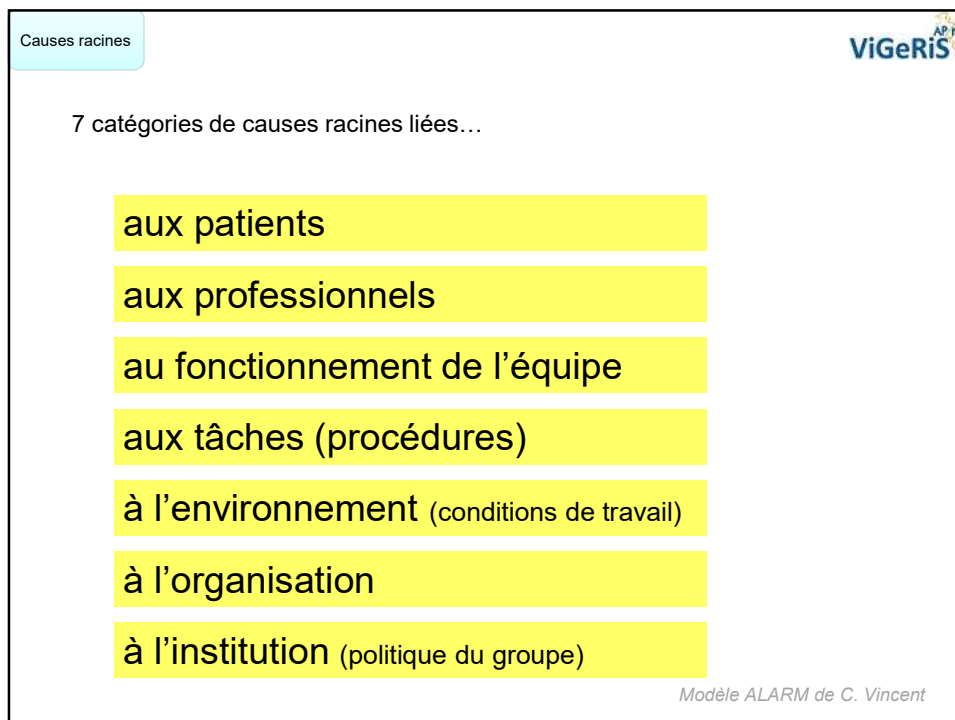 Causes racines
ViGeRiS
7 catégories de causes racines liées…
aux patients
aux professionnels
au fonctionnement de l’équipe
aux tâches (procédures)
à l’environnement (conditions de travail)
à l’organisation
à l’institution (politique du groupe)
Modèle ALARM de C. Vincent